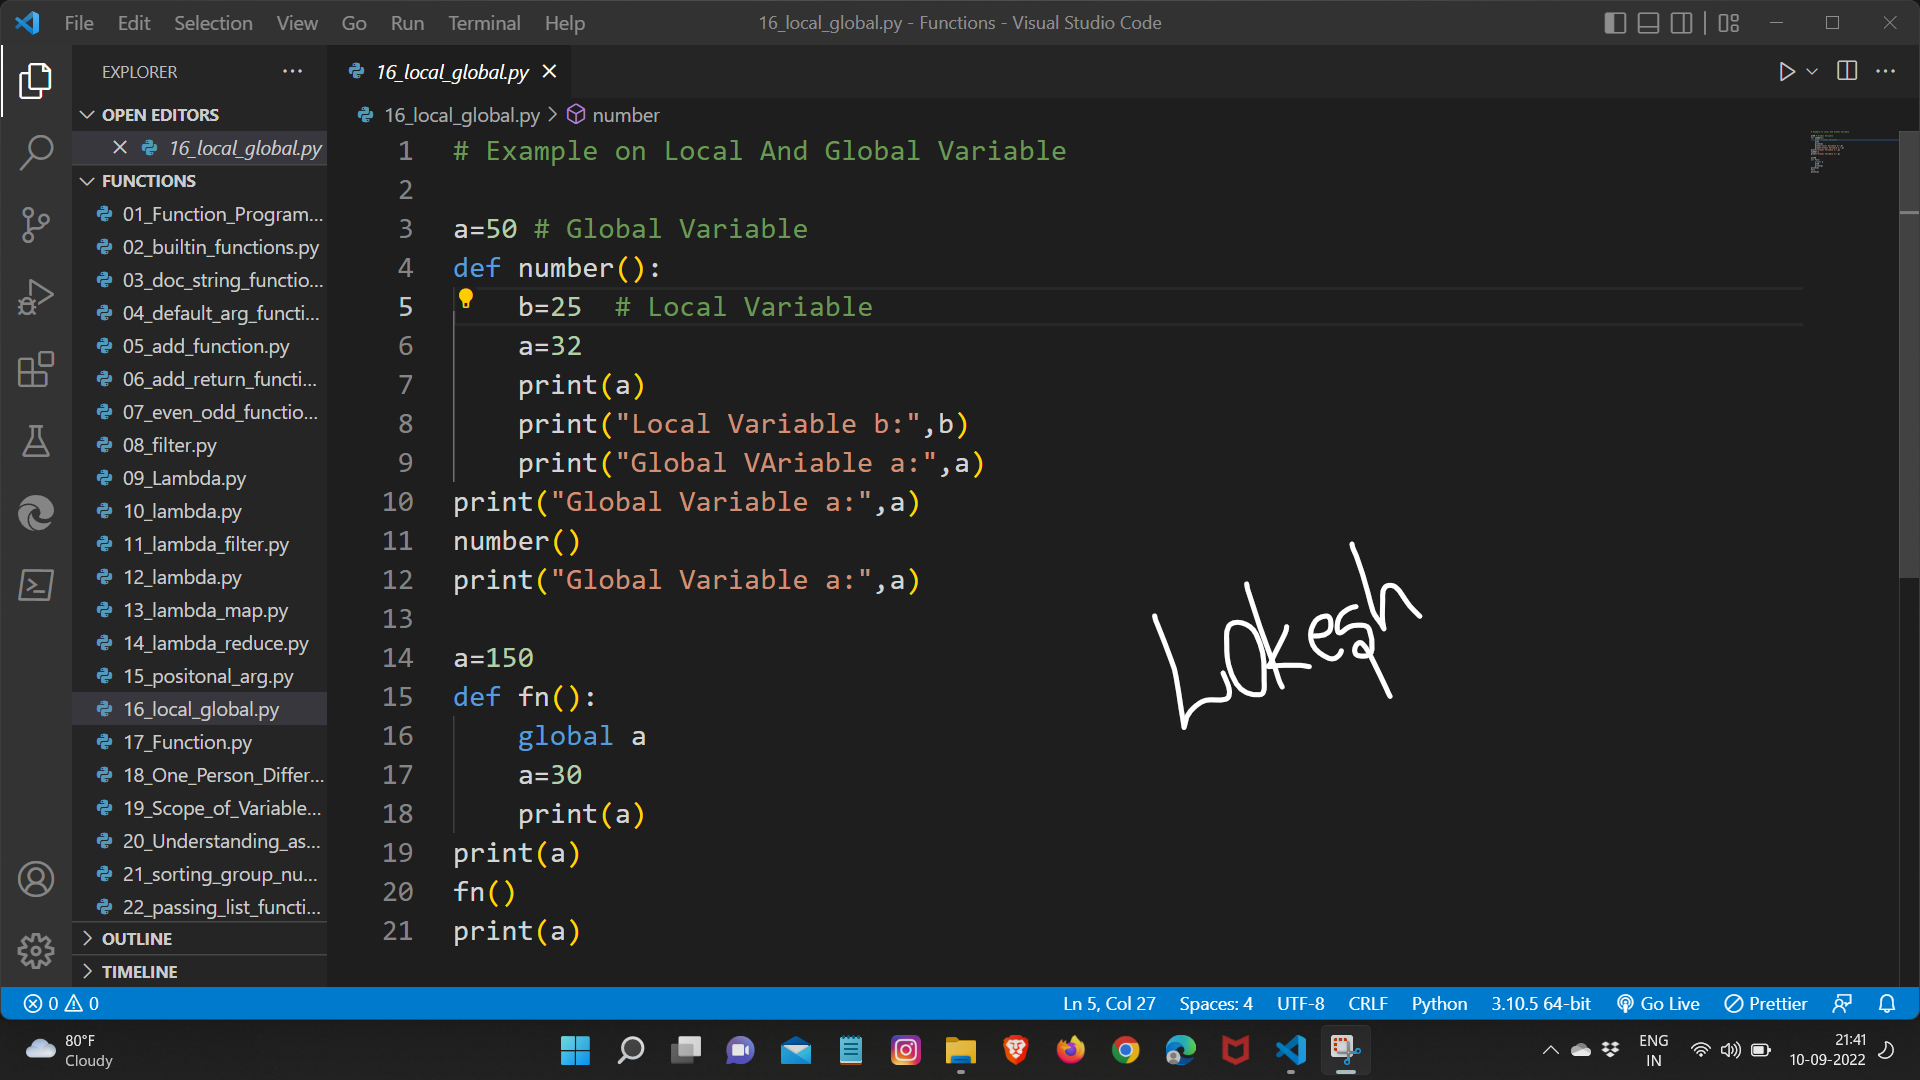 File Edit Selection View Go Run Terminal Help 16_local_global.py - Functions - Visual Studio Code
EXPLORER
OPEN EDITORS
16_local_global.py
FUNCTIONS
01_Function_Program...
02_builtin_functions.py
03_doc_string_functio...
04_default_arg_functi...
05_add_function.py
06_add_return_functi...
07_even_odd_functio...
08_filter.py
09_Lambda.py
10_lambda.py
11_lambda_filter.py
12_lambda.py
13_lambda_map.py
14_lambda_reduce.py
15_positonal_arg.py
16_local_global.py
17_Function.py
18_One_Person_Differ...
19_Scope_of_Variable...
20_Understanding_as...
21_sorting_group_nu...
22_passing_list_functi...
OUTLINE
TIMELINE
16_local_global.py
16_local_global.py > number
1 # Example on Local And Global Variable
2
3 a=50 # Global Variable
4 def number():
5     b=25  # Local Variable
6     a=32
7     print(a)
8     print("Local Variable b:",b)
9     print("Global VAriable a:",a)
10 print("Global Variable a:",a)
11 number()
12 print("Global Variable a:",a)
13
14 a=150
15 def fn():
16     global a
17     a=30
18     print(a)
19 print(a)
20 fn()
21 print(a)
Lokesh
0 0 Ln 5, Col 27 Spaces: 4 UTF-8 CRLF Python 3.10.5 64-bit Go Live Prettier
80°F
Cloudy
ENG
IN
21:41
10-09-2022